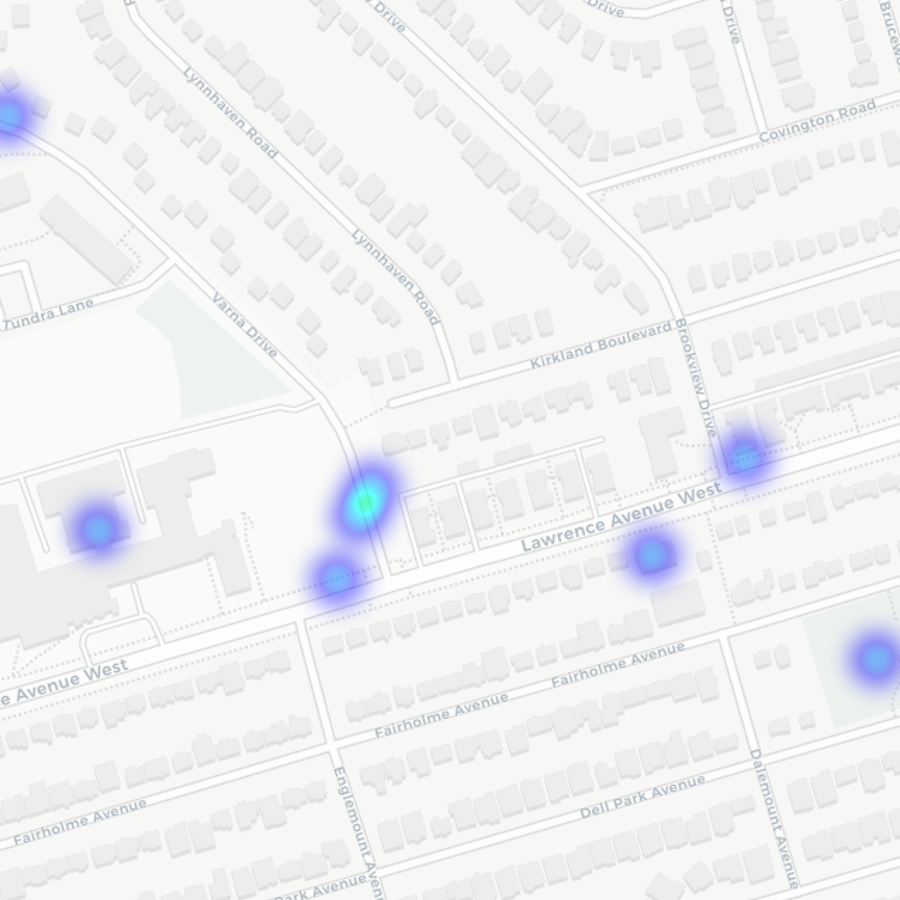 Drive
Drive
Drive
Lynnhaven Road
Covington Road
Lynnhaven Road
Tundra Lane
Varna Drive
Kirkland Boulevard
Brookview Drive
Lawrence Avenue West
Avenue West
Fairholme Avenue
Fairholme Avenue
Fairholme Avenue
Dell Park Avenue
Dalemount Avenue
Englemount
Park Avenue